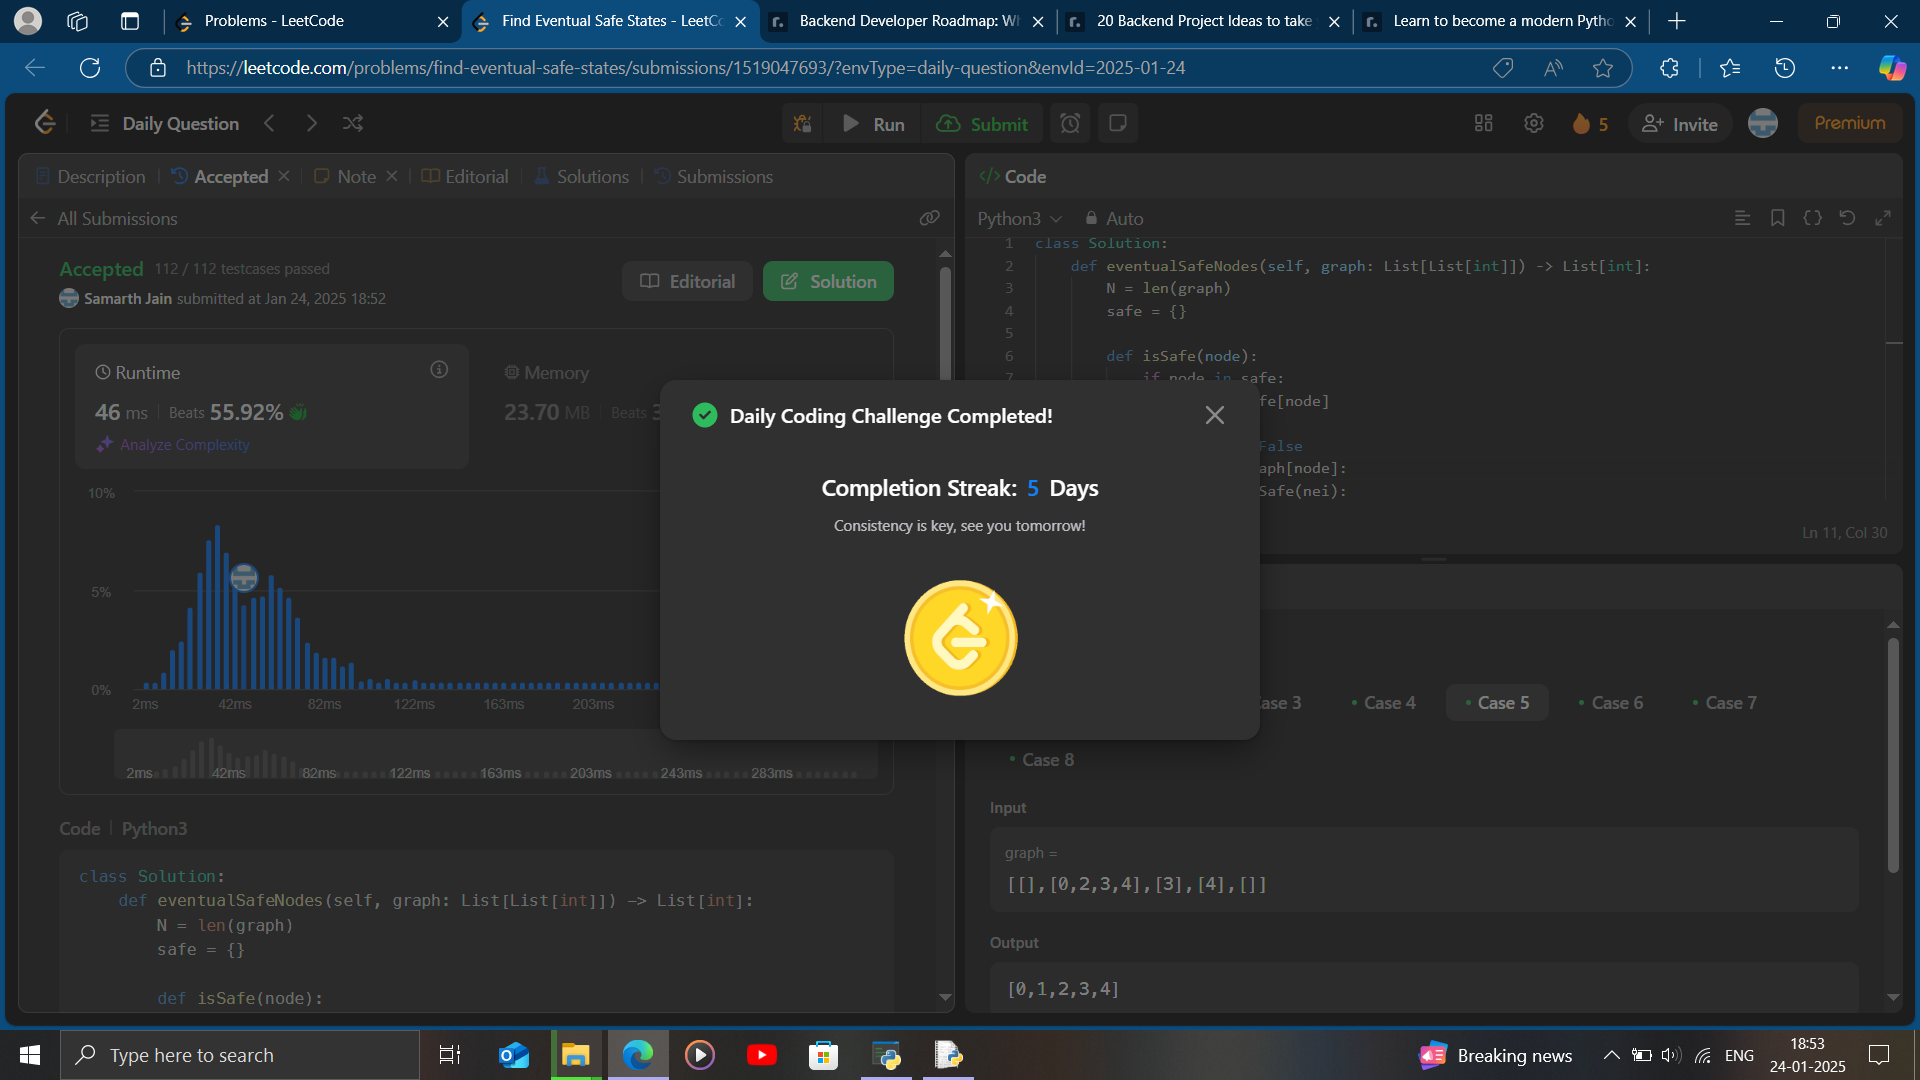 Problems - LeetCode
Find Eventual Safe States - LeetCo
Backend Developer Roadmap: Wh
20 Backend Project Ideas to take
Learn to become a modern Pytho
https://leetcode.com/problems/find-eventual-safe-states/submissions/1519047693/?envType=daily-question&envId=2025-01-24
Daily Question
Run
Submit
5
Invite
Premium
Description
Accepted
Note
Editorial
Solutions
Submissions
All Submissions
Accepted 112 / 112 testcases passed
Samarth Jain submitted at Jan 24, 2025 18:52
Editorial
Solution
Runtime
46 ms Beats 55.92%
Analyze Complexity
Memory
23.70 MB Beats 3
10%
5%
0%
2ms 42ms 82ms 122ms 163ms 203ms
2ms 42ms 82ms 122ms 163ms 203ms 243ms 283ms
Code | Python3
class Solution:
def eventualSafeNodes(self, graph: List[List[int]]) -> List[int]:
N = len(graph)
safe = {}
def isSafe(node):
Daily Coding Challenge Completed!
Completion Streak: 5 Days
Consistency is key, see you tomorrow!
</> Code
Python3
Auto
1 class Solution:
2 def eventualSafeNodes(self, graph: List[List[int]]) -> List[int]:
3 N = len(graph)
4 safe = {}
5
6 def isSafe(node):
7 if node in safe:
fe[node]
False
aph[node]:
Safe(nei):
Ln 11, Col 30
ase 3
Case 4
Case 5
Case 6
Case 7
Case 8
Input
graph =
[[],[0,2,3,4],[3],[4],[]]
Output
[0,1,2,3,4]
Type here to search
Breaking news
ENG
18:53
24-01-2025